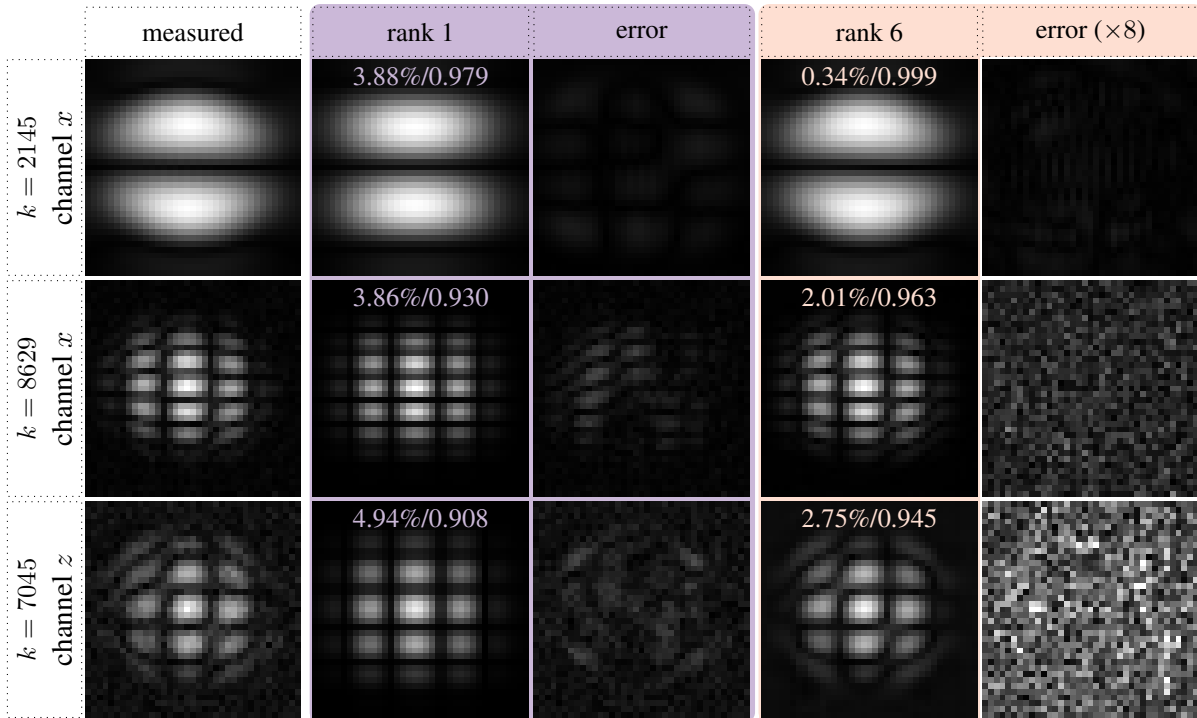 measured
rank 1
error
rank 6
error (×8)
k = 2145
channel x
3.88%/0.979
0.34%/0.999
k = 8629
channel x
3.86%/0.930
2.01%/0.963
k = 7045
channel z
4.94%/0.908
2.75%/0.945